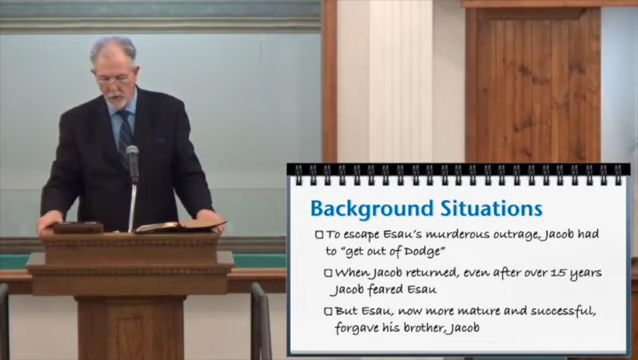 Background Situations
To escape Esau's murderous outrage, Jacob had
to "get out of Dodge"
When Jacob returned, even after over 15 years
Jacob feared Esau
But Esau, now more mature and successful,
forgave his brother, Jacob